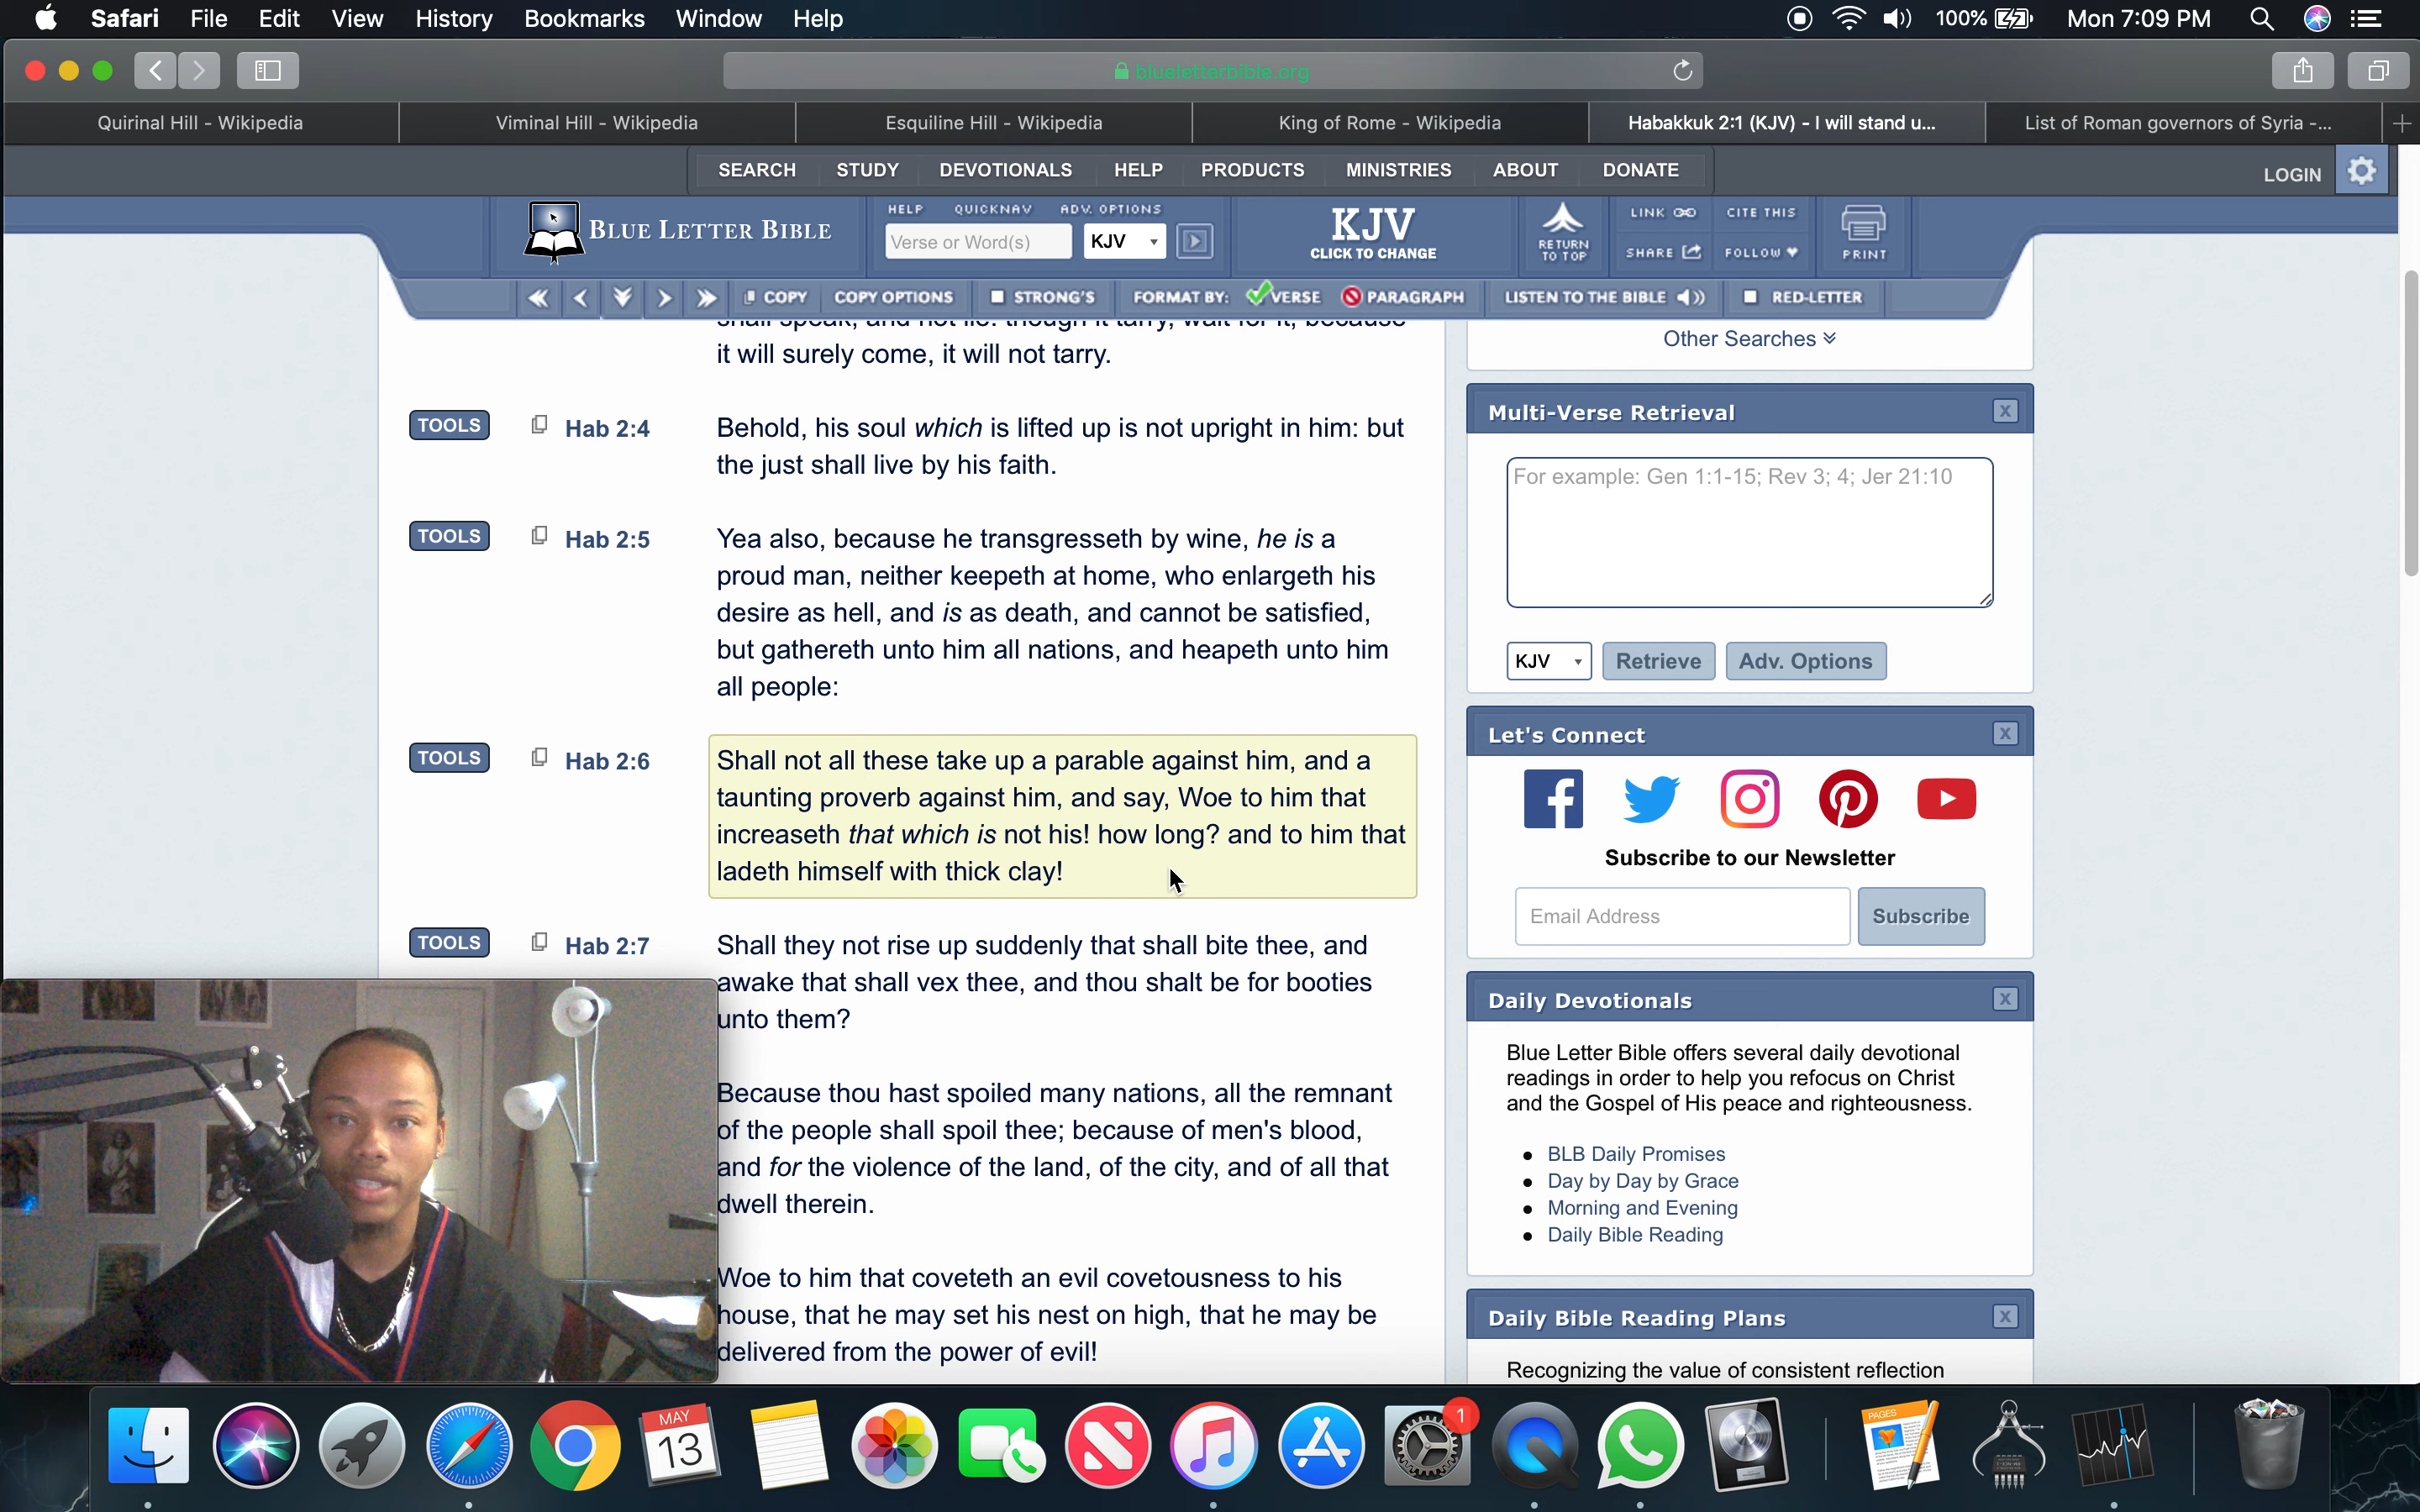 Safari File Edit View History Bookmarks Window Help 100% Mon 7:09 PM
blueletterbible.org
Quirinal Hill - Wikipedia Viminal Hill - Wikipedia Esquiline Hill - Wikipedia King of Rome - Wikipedia Habakkuk 2:1 (KJV) - I will stand u... List of Roman governors of Syria -...
SEARCH STUDY DEVOTIONALS HELP PRODUCTS MINISTRIES ABOUT DONATE LOGIN
BLUE LETTER BIBLE
HELP QUICKNAV ADV. OPTIONS
Verse or Word(s) KJV
KJV
CLICK TO CHANGE
RETURN
TO TOP
LINK CITE THIS
SHARE FOLLOW
PRINT
COPY COPY OPTIONS STRONG'S FORMAT BY: VERSE PARAGRAPH LISTEN TO THE BIBLE RED-LETTER
shall speak, and not lie: though it tarry, wait for it; because
it will surely come, it will not tarry.
TOOLS Hab 2:4 Behold, his soul which is lifted up is not upright in him: but
the just shall live by his faith.
TOOLS Hab 2:5 Yea also, because he transgresseth by wine, he is a
proud man, neither keepeth at home, who enlargeth his
desire as hell, and is as death, and cannot be satisfied,
but gathereth unto him all nations, and heapeth unto him
all people:
TOOLS Hab 2:6 Shall not all these take up a parable against him, and a
taunting proverb against him, and say, Woe to him that
increaseth that which is not his! how long? and to him that
ladeth himself with thick clay!
TOOLS Hab 2:7 Shall they not rise up suddenly that shall bite thee, and
awake that shall vex thee, and thou shalt be for booties
unto them?
Because thou hast spoiled many nations, all the remnant
of the people shall spoil thee; because of men's blood,
and for the violence of the land, of the city, and of all that
dwell therein.
Woe to him that coveteth an evil covetousness to his
house, that he may set his nest on high, that he may be
delivered from the power of evil!
Other Searches
Multi-Verse Retrieval X
For example: Gen 1:1-15; Rev 3; 4; Jer 21:10
KJV Retrieve Adv. Options
Let's Connect X
Subscribe to our Newsletter
Email Address Subscribe
Daily Devotionals X
Blue Letter Bible offers several daily devotional
readings in order to help you refocus on Christ
and the Gospel of His peace and righteousness.
BLB Daily Promises
Day by Day by Grace
Morning and Evening
Daily Bible Reading
Daily Bible Reading Plans X
Recognizing the value of consistent reflection
MAY
13
1
PAGES